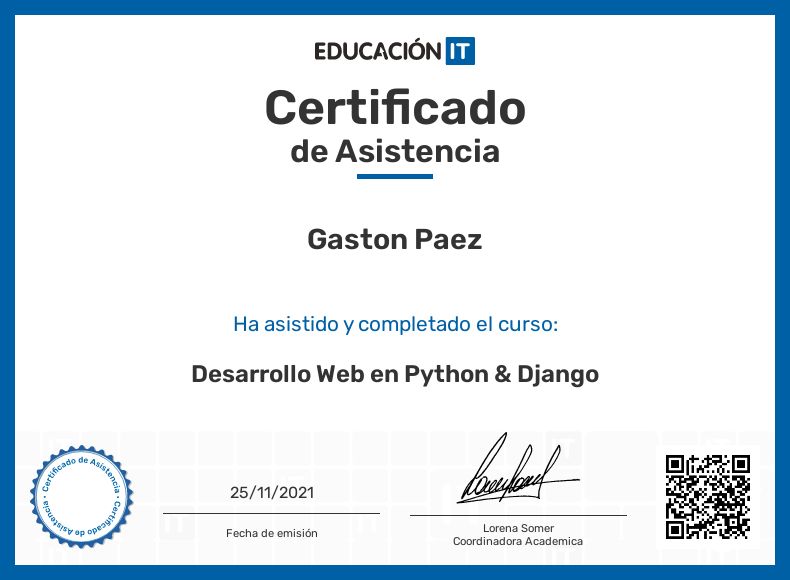 EDUCACIÓN IT
Certificado
de Asistencia
Gaston Paez
Ha asistido y completado el curso:
Desarrollo Web en Python & Django
Certificado de Asistencia · Certificado de Asistencia ·
25/11/2021
Fecha de emisión
Lorena Somer
Coordinadora Academica